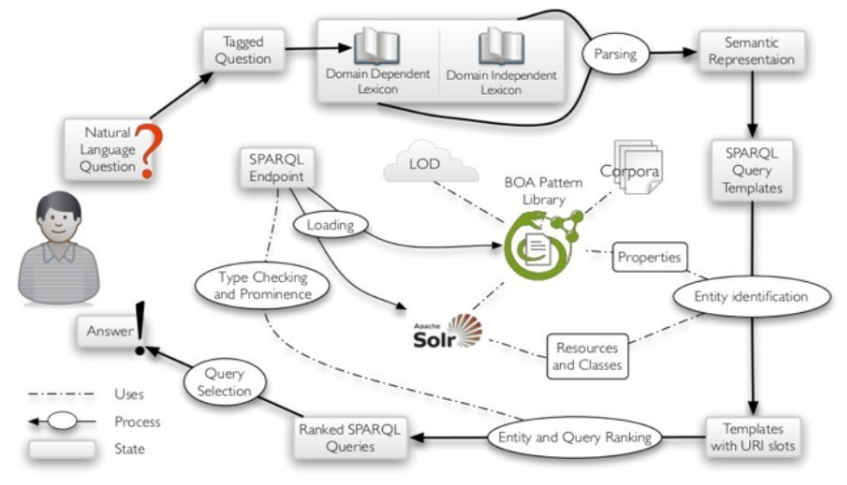 Natural
Language
Question
?
Tagged
Question
Domain Dependent
Lexicon
Domain Independent
Lexicon
Parsing
Semantic
Representaion
SPARQL
Query
Templates
SPARQL
Endpoint
LOD
BOA Pattern
Library
Corpora
Loading
Properties
Type Checking
and Prominence
Entity identification
Apache
Solr
Resources
and Classes
Answer
!
Query
Selection
Ranked SPARQL
Queries
Entity and Query Ranking
Templates
with URI slots
Uses
Process
State